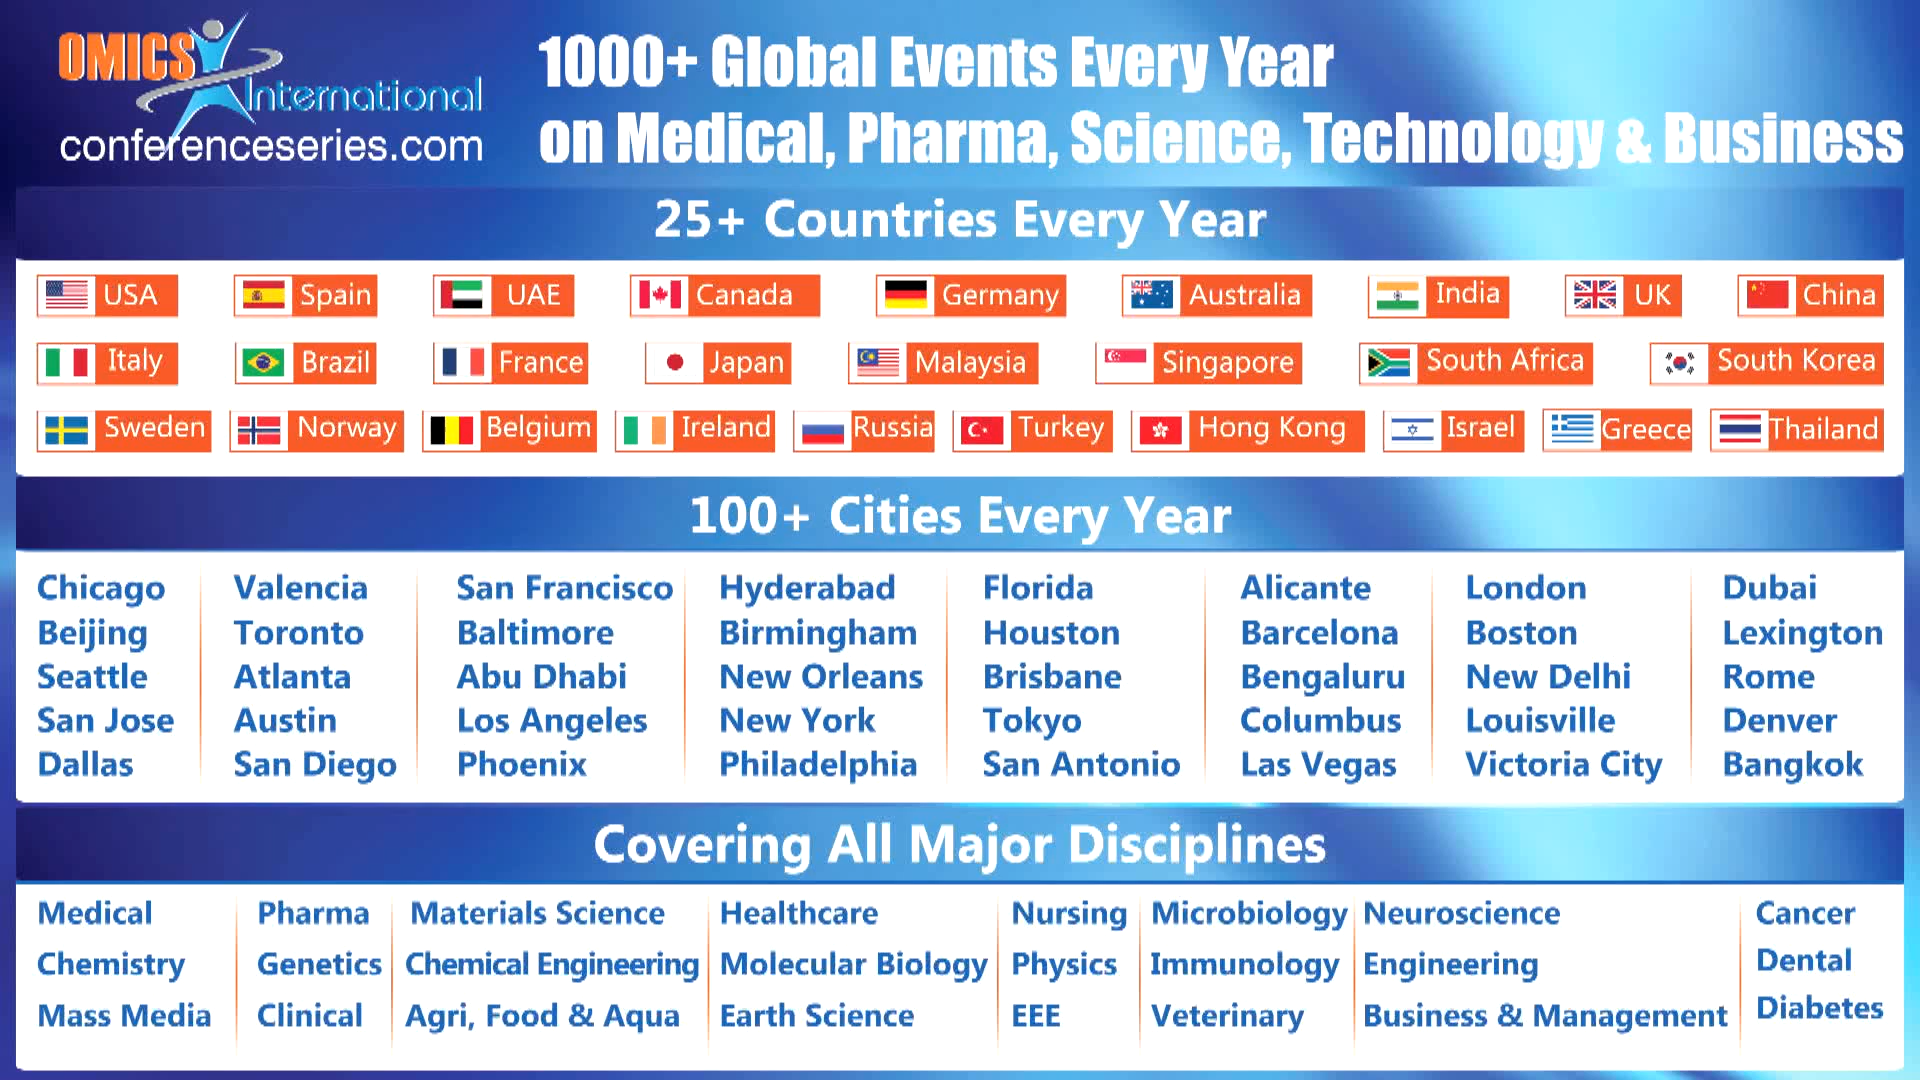 OMICS International
conferenceseries.com
1000+ Global Events Every Year
on Medical, Pharma, Science, Technology & Business
25+ Countries Every Year
USA Spain UAE Canada Germany Australia India UK China
Italy Brazil France Japan Malaysia Singapore South Africa South Korea
Sweden Norway Belgium Ireland Russia Turkey Hong Kong Israel Greece Thailand
100+ Cities Every Year
Chicago Valencia San Francisco Hyderabad Florida Alicante London Dubai
Beijing Toronto Baltimore Birmingham Houston Barcelona Boston Lexington
Seattle Atlanta Abu Dhabi New Orleans Brisbane Bengaluru New Delhi Rome
San Jose Austin Los Angeles New York Tokyo Columbus Louisville Denver
Dallas San Diego Phoenix Philadelphia San Antonio Las Vegas Victoria City Bangkok
Covering All Major Disciplines
Medical Pharma Materials Science Healthcare Nursing Microbiology Neuroscience Cancer
Chemistry Genetics Chemical Engineering Molecular Biology Physics Immunology Engineering Dental
Mass Media Clinical Agri, Food & Aqua Earth Science EEE Veterinary Business & Management Diabetes